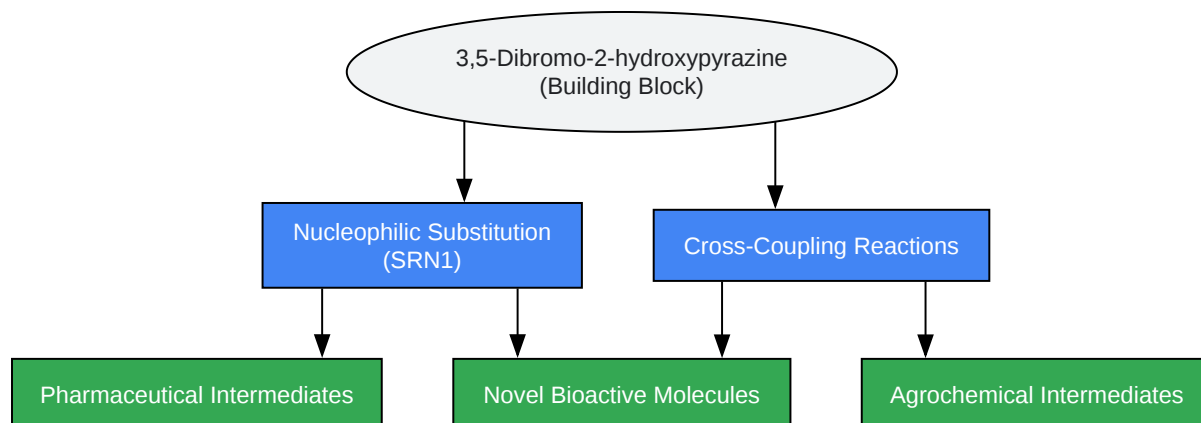 3,5-Dibromo-2-hydroxypyrazine
(Building Block)
Nucleophilic Substitution
(SRN1)
Cross-Coupling Reactions
Pharmaceutical Intermediates
Novel Bioactive Molecules
Agrochemical Intermediates